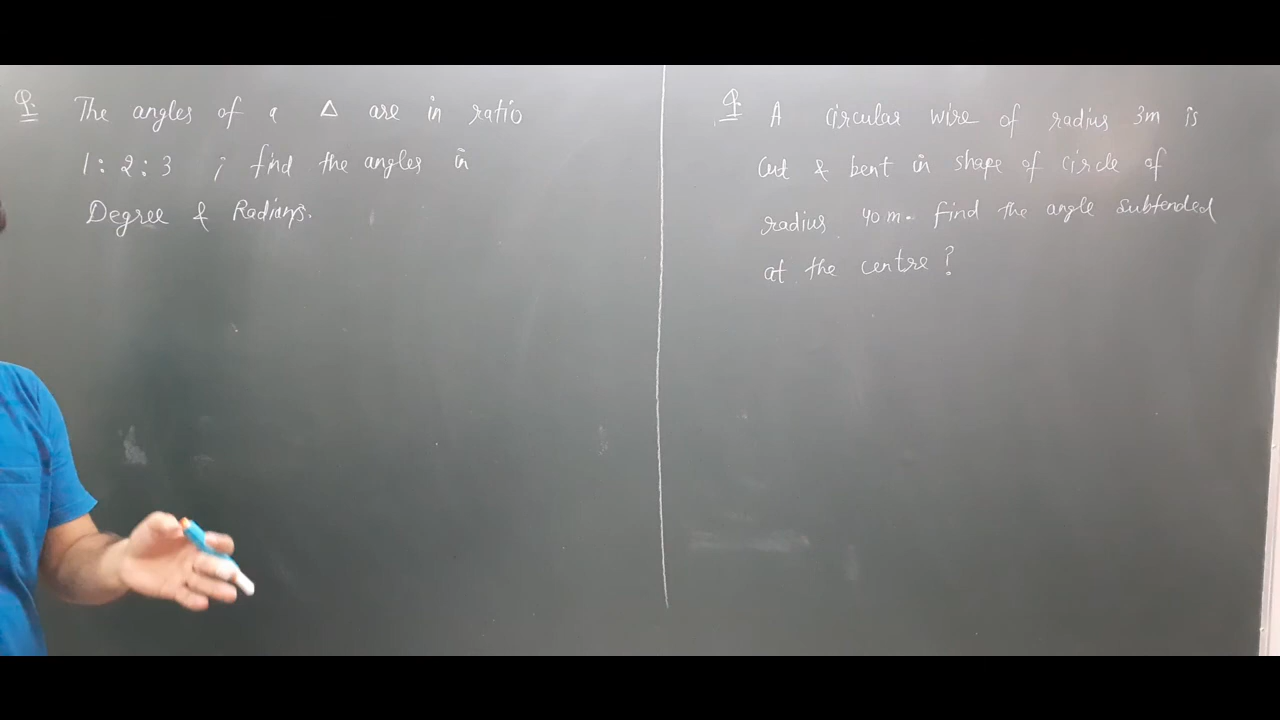 Q: The angles of a Δ are in ratio
1 : 2 : 3 ; find the angles in
Degree & Radians.
Q: A circular wire of radius 3m is
cut & bent in shape of circle of
radius 40 m. find the angle subtended
at the centre ?